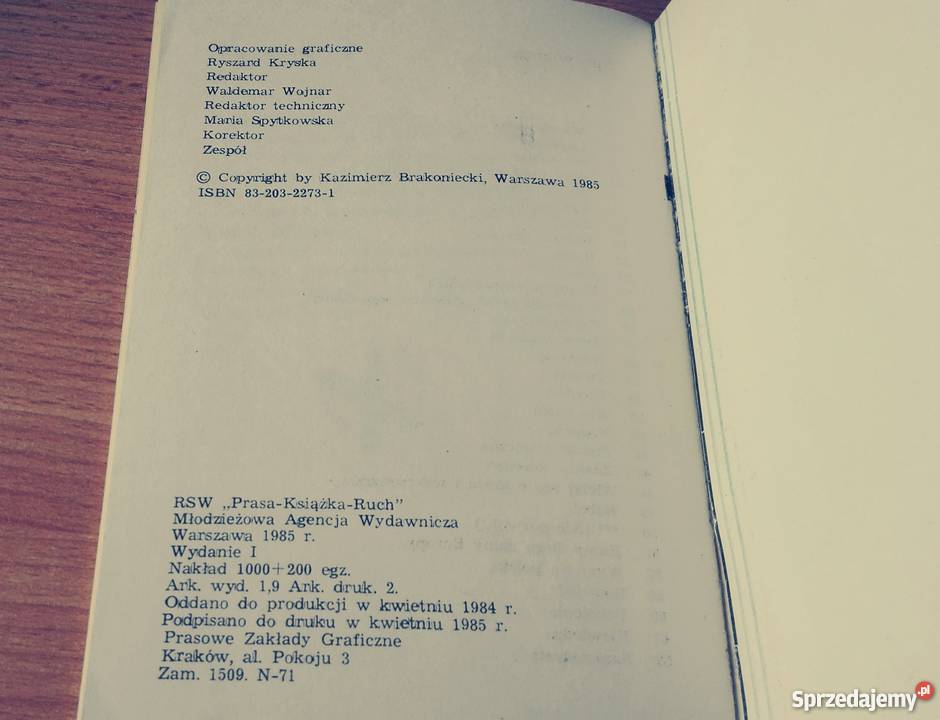 Opracowanie graficzne
Ryszard Kryska
Redaktor
Waldemar Wojnar
Redaktor techniczny
Maria Spytkowska
Korektor
Zespół
© Copyright by Kazimierz Brakoniecki, Warszawa 1985
ISBN 83-203-2273-1
RSW „Prasa-Książka-Ruch"
Młodzieżowa Agencja Wydawnicza
Warszawa 1985 r.
Wydanie I
Nakład 1000+200 egz.
Ark. wyd. 1,9 Ark. druk. 2.
Oddano do produkcji w kwietniu 1984 r.
Podpisano do druku w kwietniu 1985 r.
Prasowe Zakłady Graficzne
Kraków, al. Pokoju 3
Zam. 1509. N-71
Sprzedajemy.pl